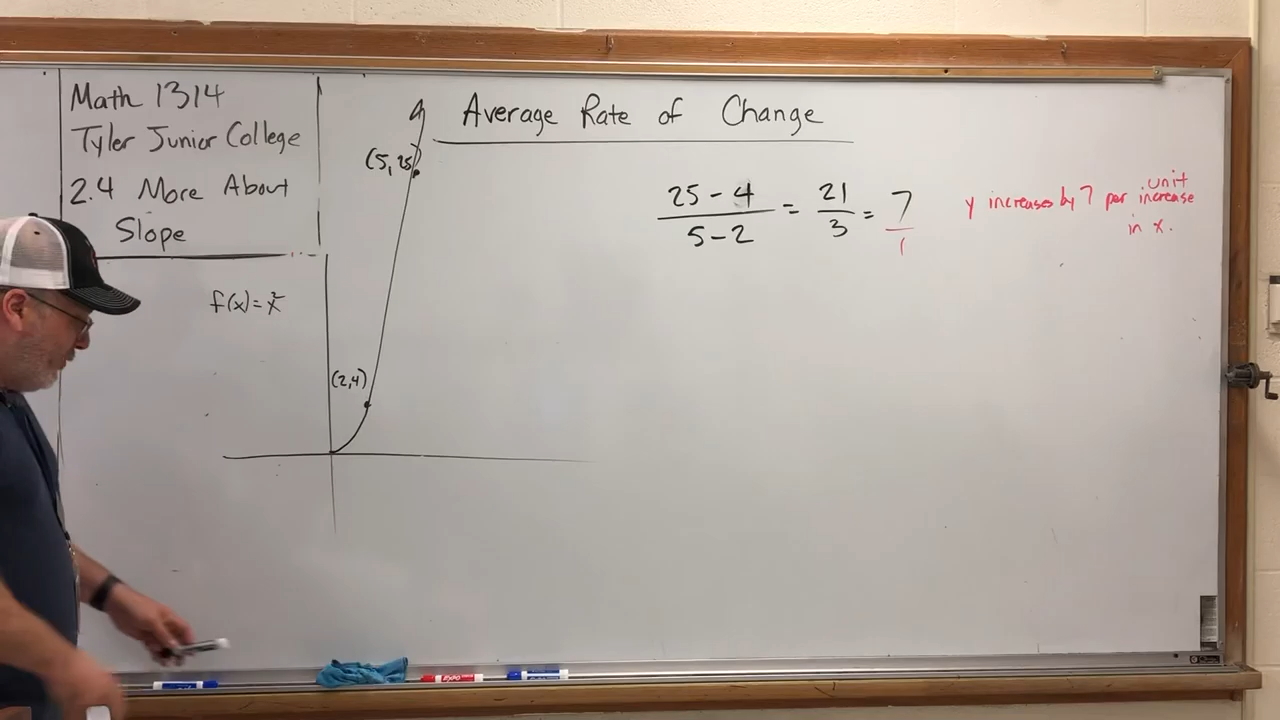 Math 1314
Tyler Junior College
2.4 More About
Slope
Average Rate of Change
(5, 25)
25 - 4 / 5 - 2 = 21 / 3 = 7 / 1
y increases by 7 per unit increase
in x.
f(x) = x²
(2,4)
EXPO